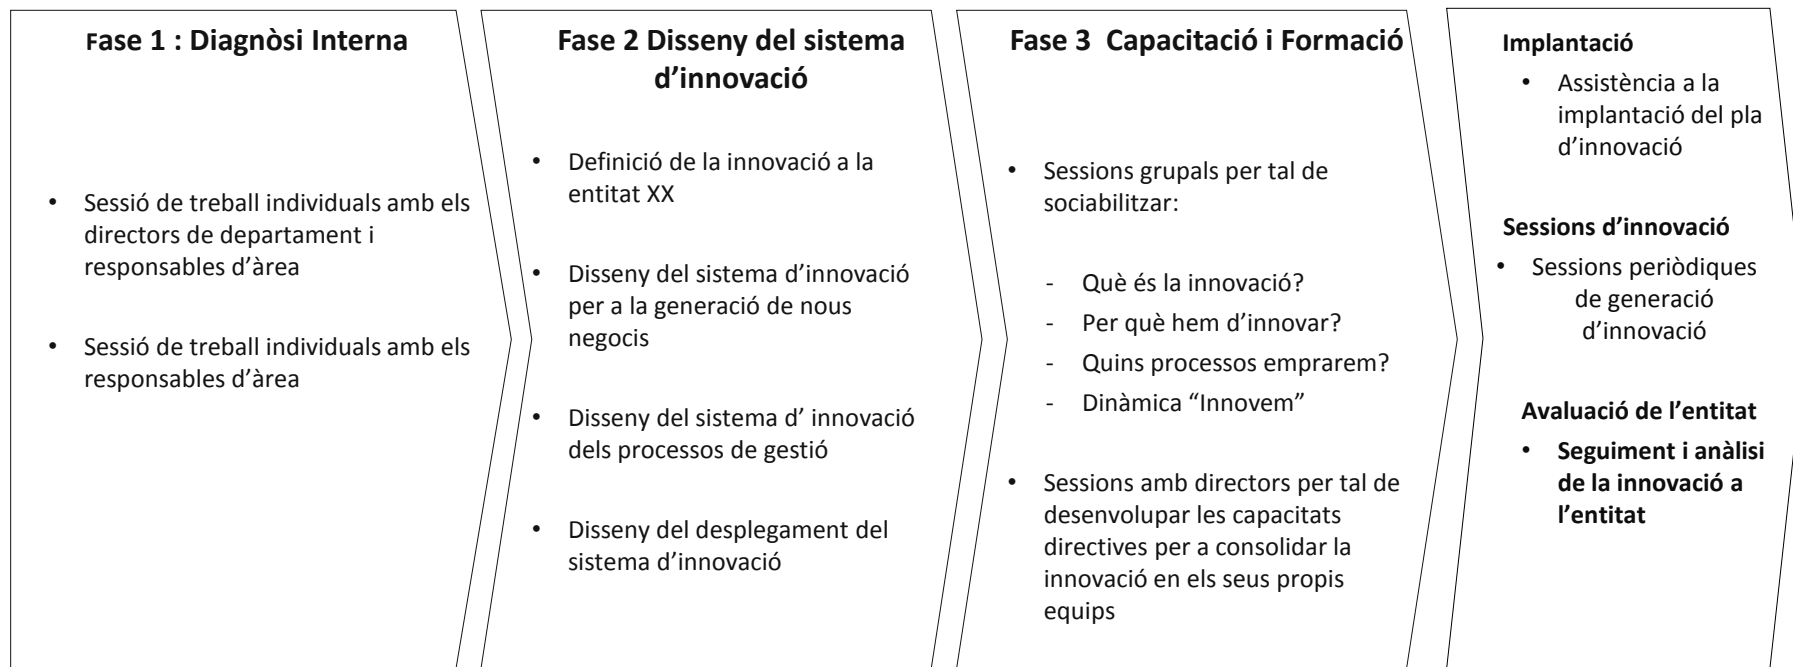 Fase 1 : Diagnòsi Interna
• Sessió de treball individuals amb els
directors de departament i
responsables d’àrea
• Sessió de treball individuals amb els
responsables d’àrea
Fase 2 Disseny del sistema
d’innovació
• Definició de la innovació a la
entitat XX
• Disseny del sistema d’innovació
per a la generació de nous
negocis
• Disseny del sistema d’ innovació
dels processos de gestió
• Disseny del desplegament del
sistema d’innovació
Fase 3 Capacitació i Formació
• Sessions grupals per tal de
sociabilitzar:
- Què és la innovació?
- Per què hem d’innovar?
- Quins processos emprarem?
- Dinàmica “Innovem”
• Sessions amb directors per tal de
desenvolupar les capacitats
directives per a consolidar la
innovació en els seus propis
equips
Implantació
• Assistència a la
implantació del pla
d’innovació
Sessions d’innovació
• Sessions periòdiques
de generació
d’innovació
Avaluació de l’entitat
• Seguiment i anàlisi
de la innovació a
l’entitat